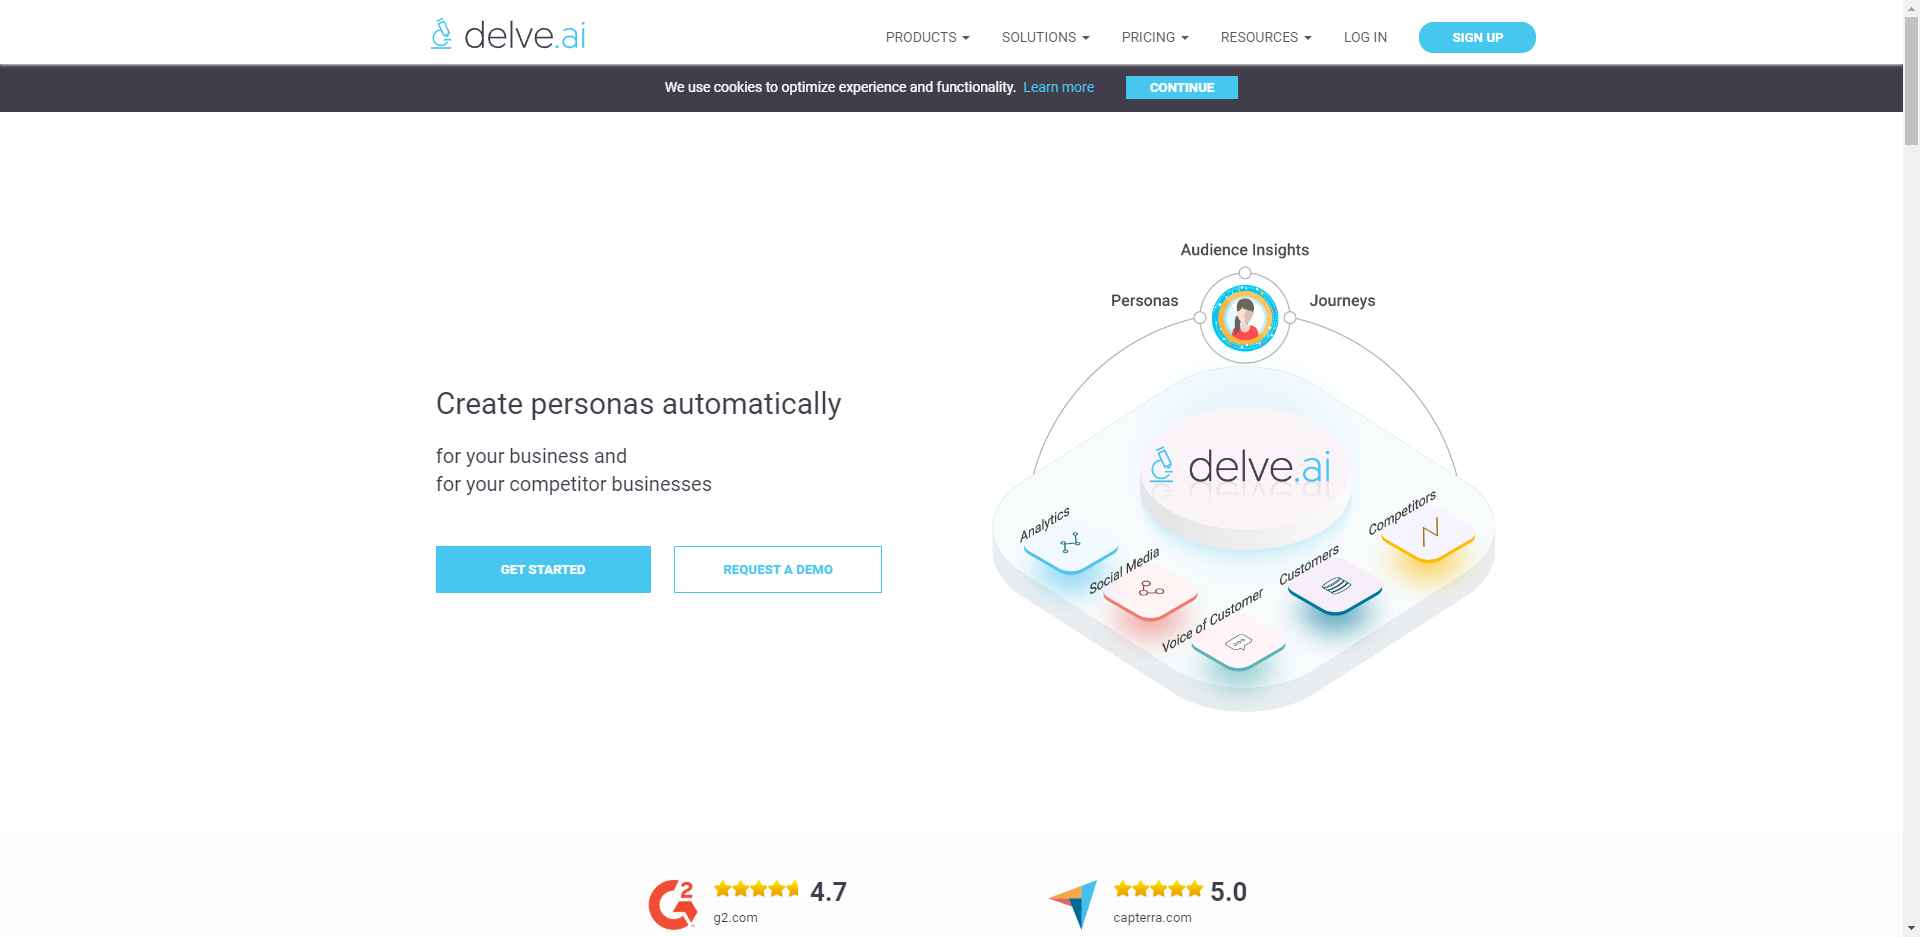 delve.ai
PRODUCTS
SOLUTIONS
PRICING
RESOURCES
LOG IN
SIGN UP
We use cookies to optimize experience and functionality. Learn more
CONTINUE
Audience Insights
Personas
Journeys
Create personas automatically
for your business and
for your competitor businesses
GET STARTED
REQUEST A DEMO
delve.ai
Analytics
Social Media
Voice of Customer
Customers
Competitors
G2
4.7
g2.com
5.0
capterra.com